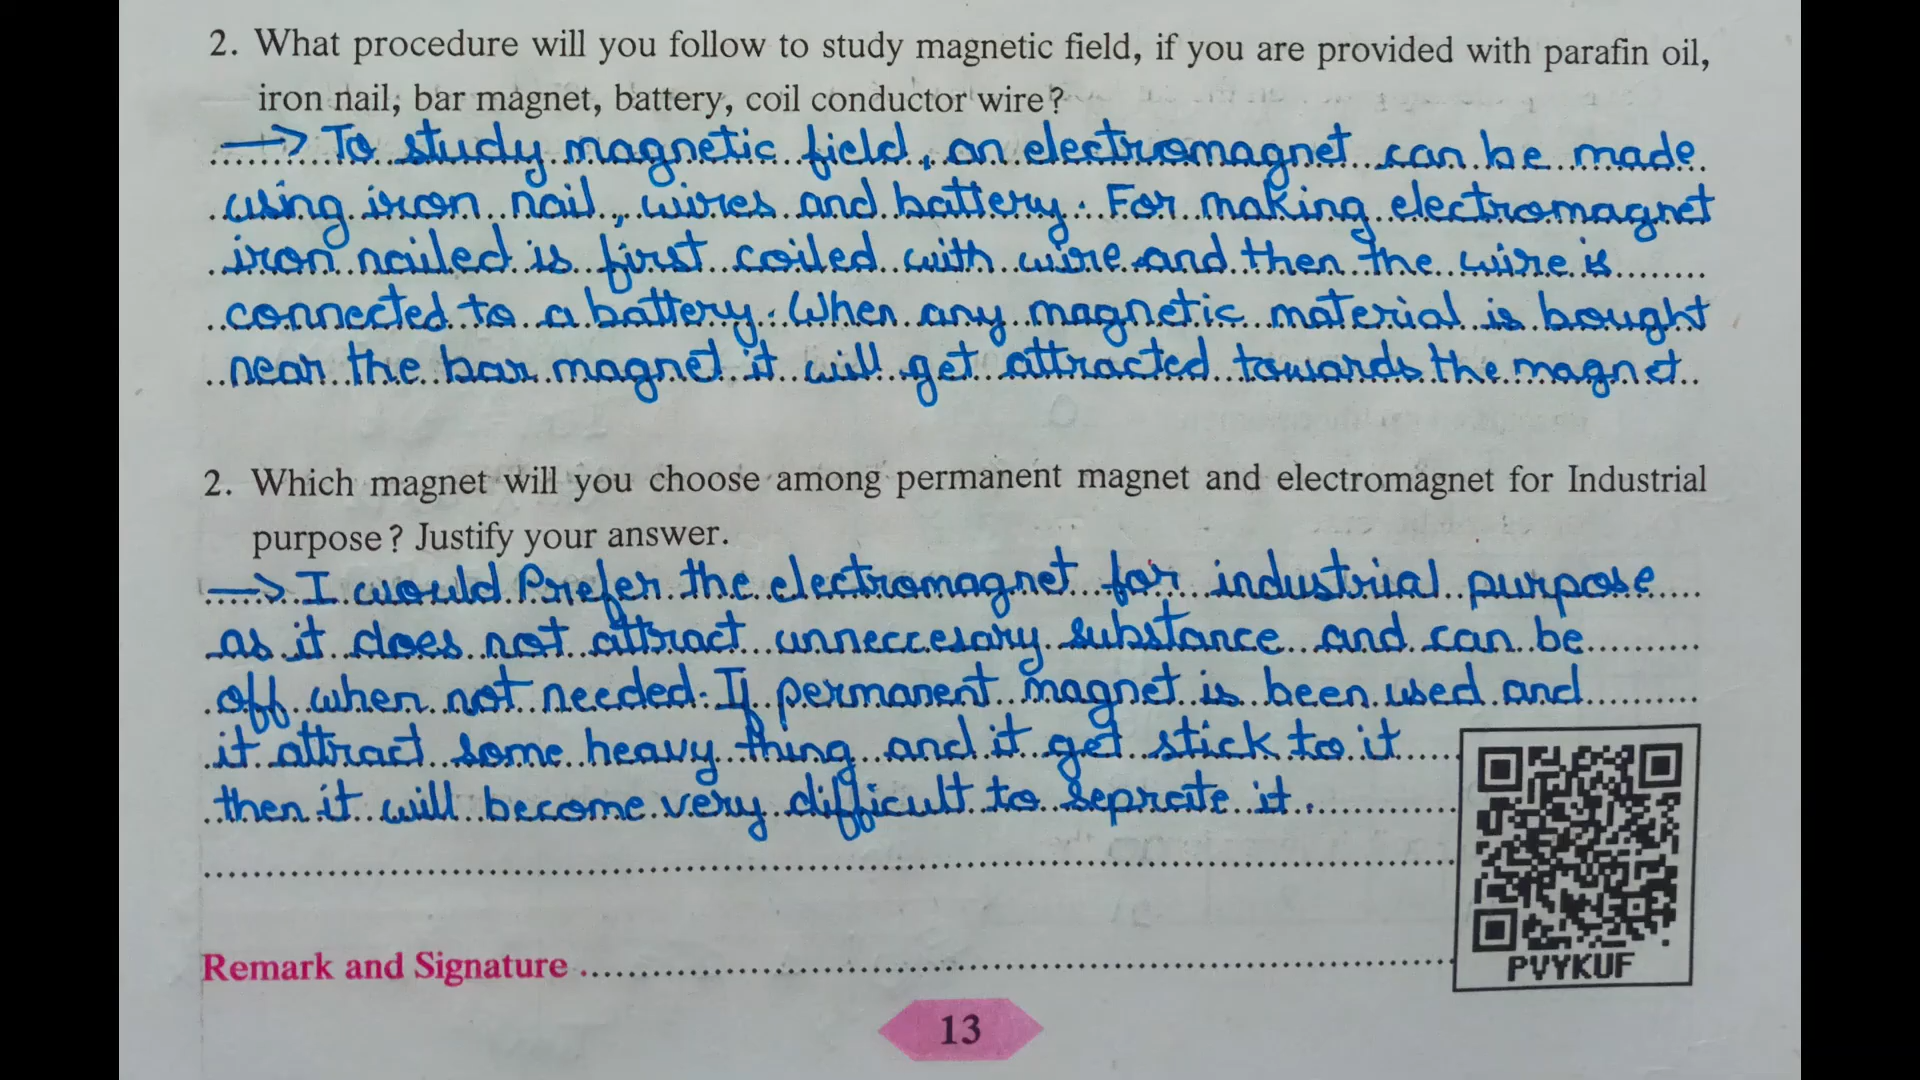 2. What procedure will you follow to study magnetic field, if you are provided with parafin oil,
iron nail, bar magnet, battery, coil conductor wire?
→ To study magnetic field, an electromagnet can be made
using iron nail, wires and battery. For making electromagnet
iron nailed is first coiled with wire and then the wire is
connected to a battery. When any magnetic material is bought
near the bar magnet it will get attracted towards the magnet.
2. Which magnet will you choose among permanent magnet and electromagnet for Industrial
purpose? Justify your answer.
→ I would Prefer the electromagnet for industrial purpose
as it does not attract unneccesary substance and can be
off when not needed. If permanent magnet is been used and
it attract some heavy thing and it get stick to it
then it will become very difficult to seprate it.
Remark and Signature
PVYKUF
13